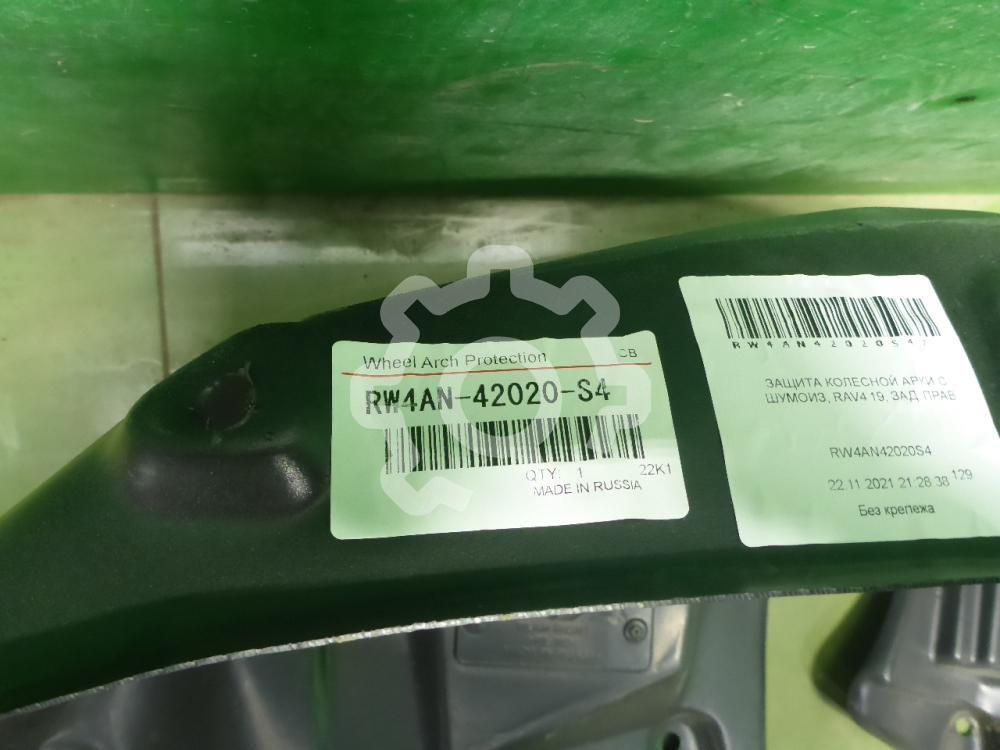 Wheel Arch Protection CB
RW4AN-42020-S4
QTY: 1 22K1
MADE IN RUSSIA
RW4AN42020S47
ЗАЩИТА КОЛЕСНОЙ АРКИ С
ШУМОИЗ, RAV4 19, ЗАД. ПРАВ
RW4AN42020S4
22.11.2021 21:28:38 129
Без крепежа